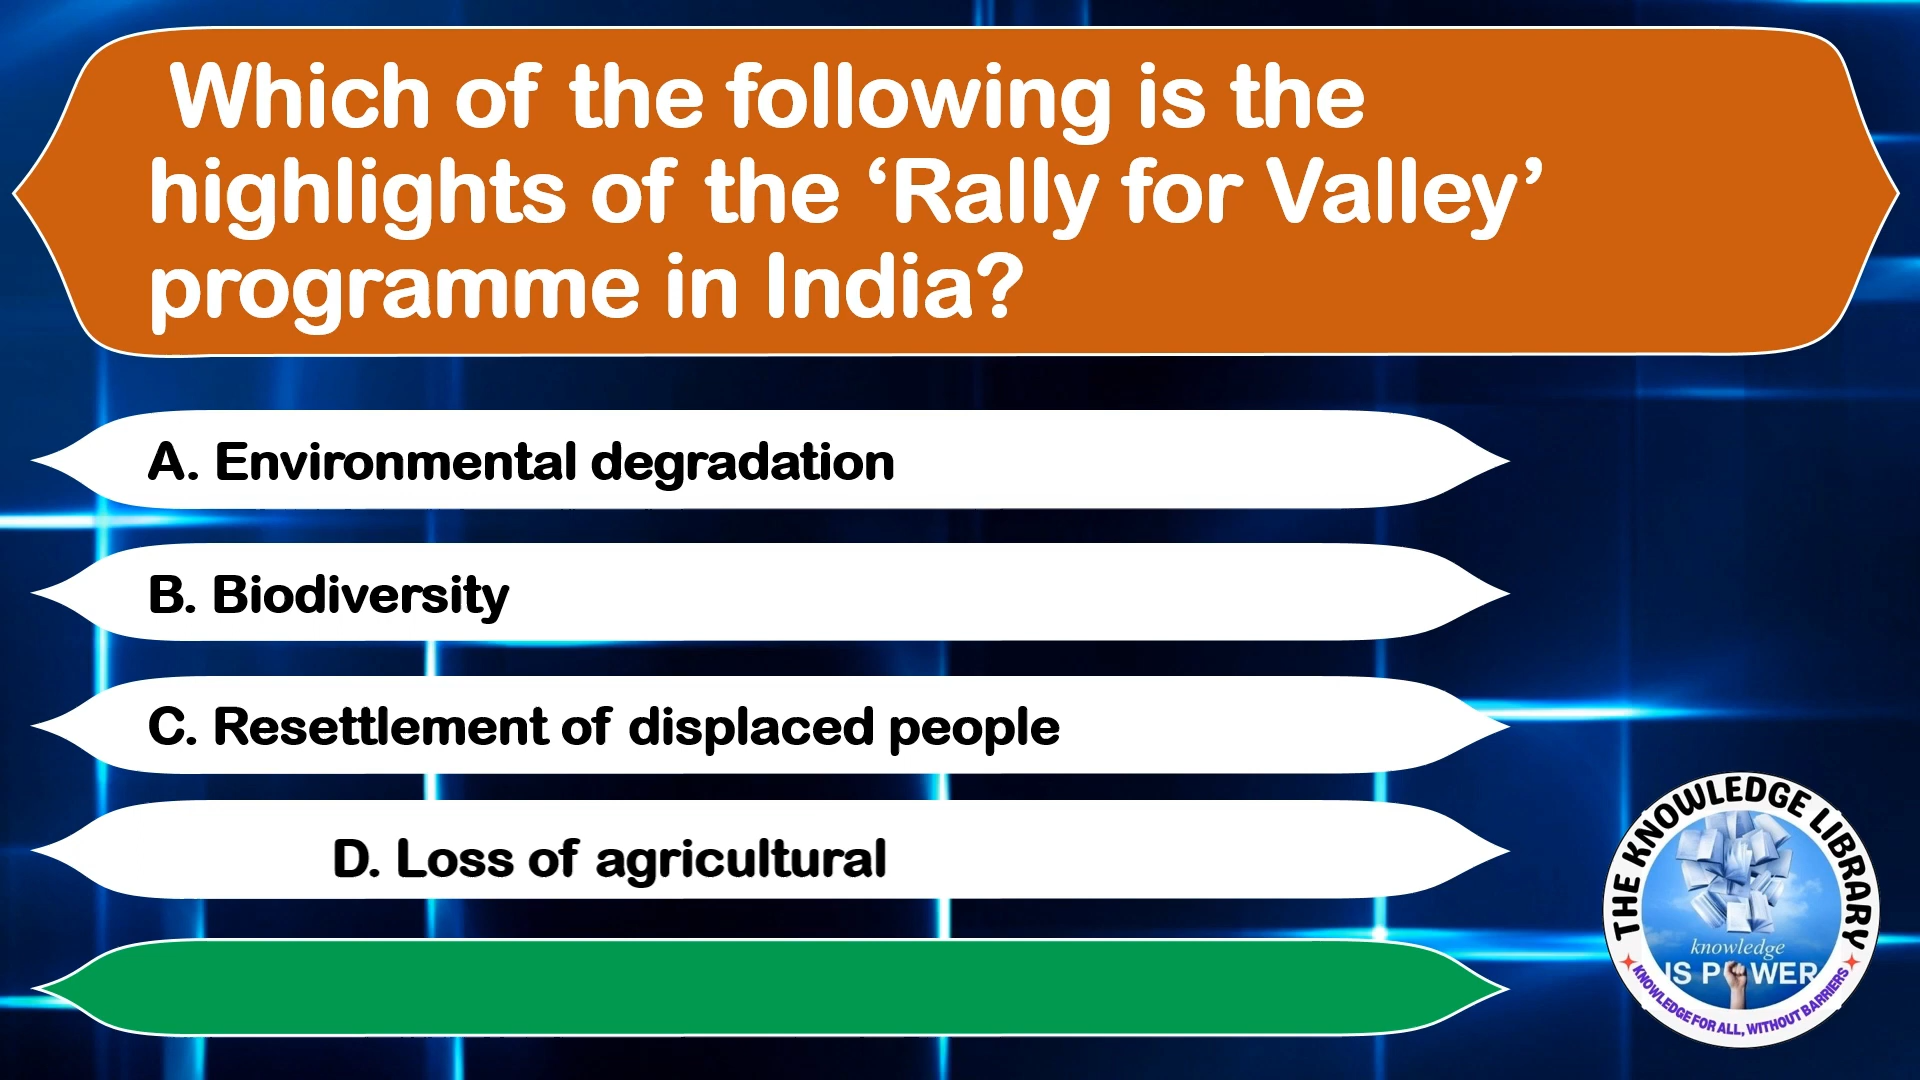 Which of the following is the
highlights of the ‘Rally for Valley’
programme in India?
A. Environmental degradation
B. Biodiversity
C. Resettlement of displaced people
D. Loss of agricultural
THE KNOWLEDGE LIBRARY
knowledge
IS POWER
KNOWLEDGE FOR ALL, WITHOUT BARRIERS